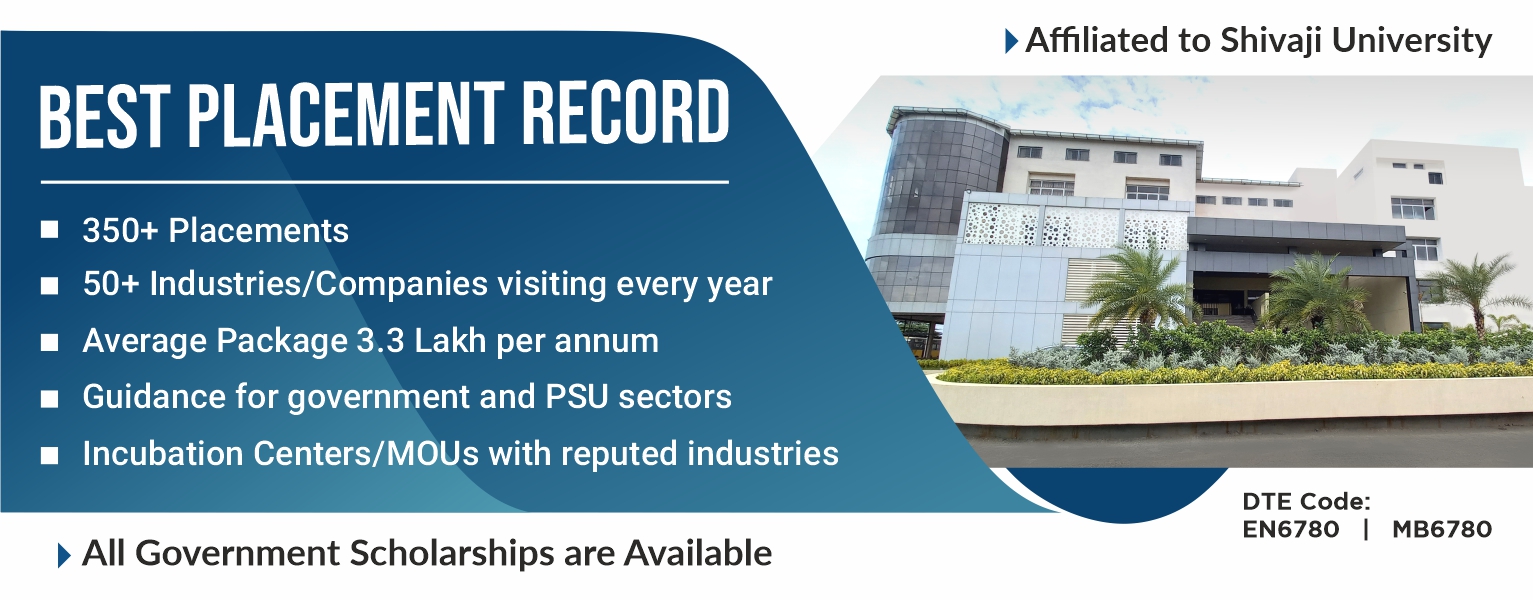 Affiliated to Shivaji University
BEST PLACEMENT RECORD
350+ Placements
50+ Industries/Companies visiting every year
Average Package 3.3 Lakh per annum
Guidance for government and PSU sectors
Incubation Centers/MOUs with reputed industries
DTE Code:
EN6780 | MB6780
All Government Scholarships are Available